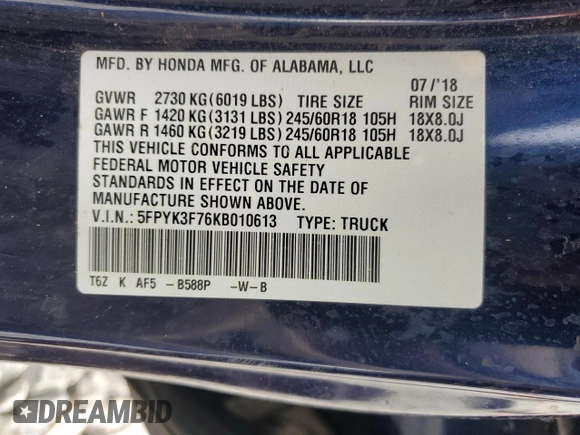 MFD. BY HONDA MFG. OF ALABAMA, LLC
07/'18
GVWR 2730 KG(6019 LBS) TIRE SIZE RIM SIZE
GAWR F 1420 KG(3131 LBS) 245/60R18 105H 18X8.0J
GAWR R 1460 KG(3219 LBS) 245/60R18 105H 18X8.0J
THIS VEHICLE CONFORMS TO ALL APPLICABLE
FEDERAL MOTOR VEHICLE SAFETY
STANDARDS IN EFFECT ON THE DATE OF
MANUFACTURE SHOWN ABOVE.
V.I.N.: 5FPYK3F76KB010613 TYPE: TRUCK
T6Z K AF5 -B588P -W-B
DREAMBID